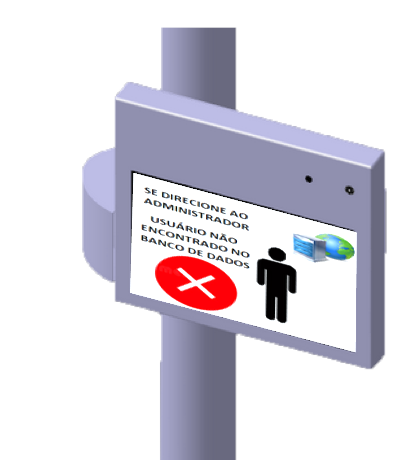 SE DIRECIONE AO
ADMINISTRADOR
USUÁRIO NÃO
ENCONTRADO NO
BANCO DE DADOS